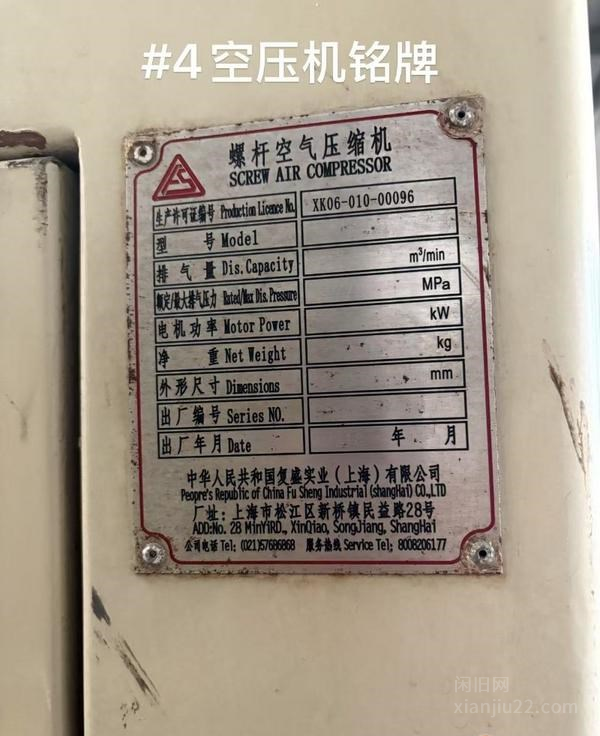 #4 空压机铭牌
螺杆空气压缩机
SCREW AIR COMPRESSOR
FS
生产许可证编号 Production Licence No. XK06-010-00096
型 号 Model
排气量 Dis. Capacity m³/min
额定/最大排气压力 Rated/Max Dis. Pressure MPa
电机功率 Motor Power kW
净 重 Net Weight kg
外形尺寸 Dimensions mm
出厂编号 Series NO.
出厂年月 Date 年 月
中华人民共和国复盛实业（上海）有限公司
Peopre's Republic of China Fu Sheng Industrial (shangHai) CO.,LTD
厂址：上海市松江区新桥镇民益路28号
ADD:No. 28 MinYiRD., XinQiao, SongJiang, ShangHai
公司电话 Tel: (021)57686868 服务热线 Service Tel: 8008206177
闲旧网
xianjiu22.com